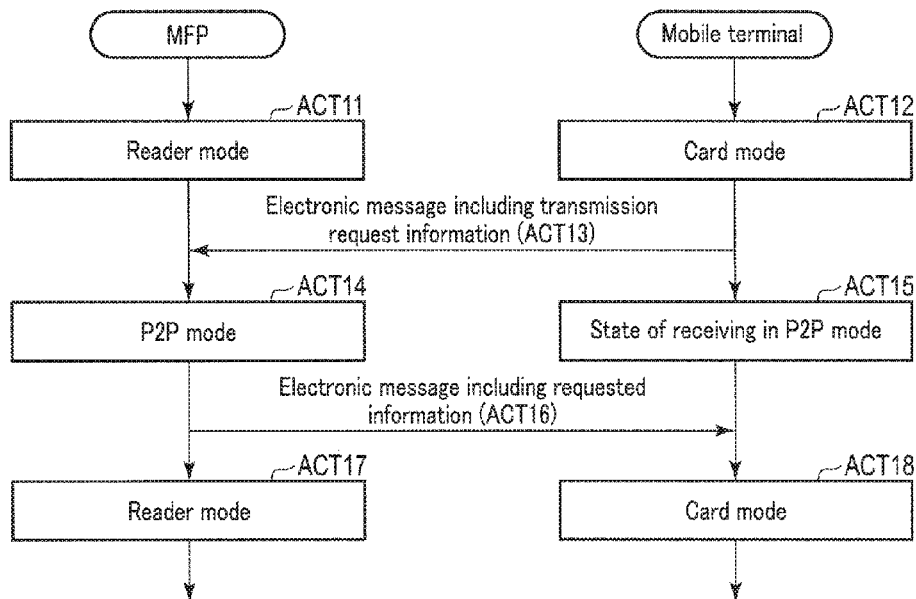 MFP
Mobile terminal
ACT11
ACT12
Reader mode
Card mode
Electronic message including transmission
request information (ACT13)
ACT14
ACT15
P2P mode
State of receiving in P2P mode
Electronic message including requested
information (ACT16)
ACT17
ACT18
Reader mode
Card mode